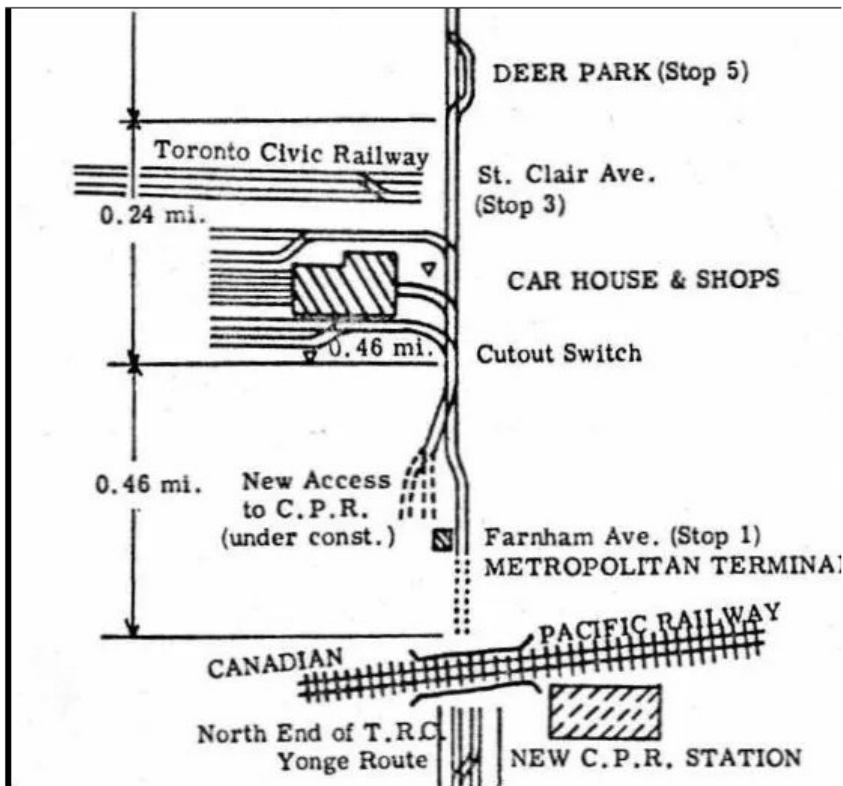 DEER PARK (Stop 5)
Toronto Civic Railway
St. Clair Ave.
(Stop 3)
0.24 mi.
CAR HOUSE & SHOPS
0.46 mi.
Cutout Switch
0.46 mi.
New Access
to C.P.R.
(under const.)
Farnham Ave. (Stop 1)
METROPOLITAN TERMINAL
CANADIAN PACIFIC RAILWAY
North End of T.R.C.
Yonge Route
NEW C.P.R. STATION